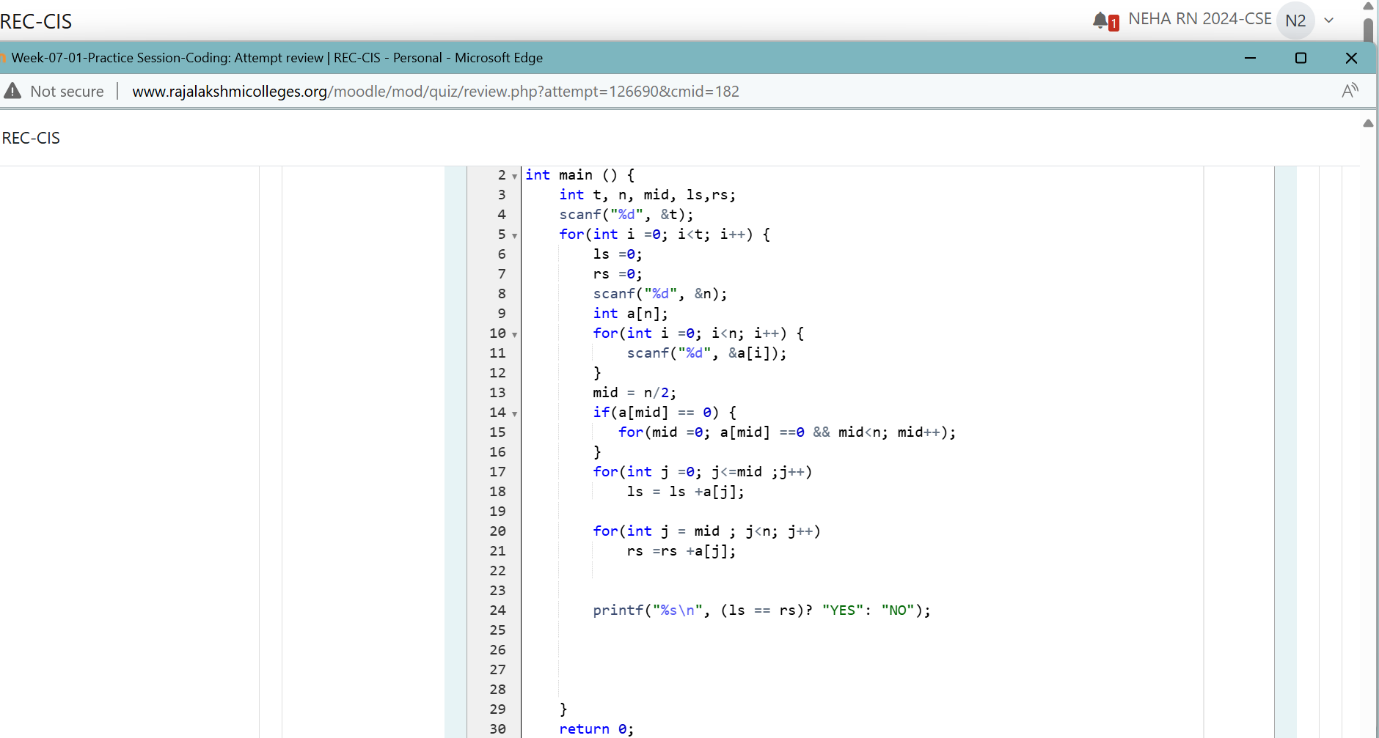 REC-CIS
1 NEHA RN 2024-CSE N2
Week-07-01-Practice Session-Coding: Attempt review | REC-CIS - Personal - Microsoft Edge
Not secure | www.rajalakshmicolleges.org/moodle/mod/quiz/review.php?attempt=126690&cmid=182
REC-CIS
2 int main () {
3 int t, n, mid, ls,rs;
4 scanf("%d", &t);
5 for(int i =0; i<t; i++) {
6 ls =0;
7 rs =0;
8 scanf("%d", &n);
9 int a[n];
10 for(int i =0; i<n; i++) {
11 scanf("%d", &a[i]);
12 }
13 mid = n/2;
14 if(a[mid] == 0) {
15 for(mid =0; a[mid] ==0 && mid<n; mid++);
16 }
17 for(int j =0; j<=mid ;j++)
18 ls = ls +a[j];
19
20 for(int j = mid ; j<n; j++)
21 rs =rs +a[j];
22
23
24 printf("%s\n", (ls == rs)? "YES": "NO");
25
26
27
28
29 }
30 return 0;